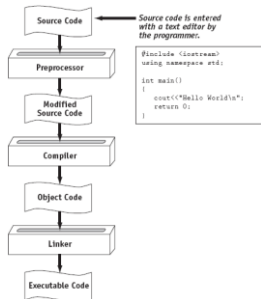 Source Code
Source code is entered
with a text editor by
the programmer.
#include <iostream>
using namespace std;
int main()
{
cout<<"Hello World\n";
return 0;
}
Preprocessor
Modified
Source Code
Compiler
Object Code
Linker
Executable Code